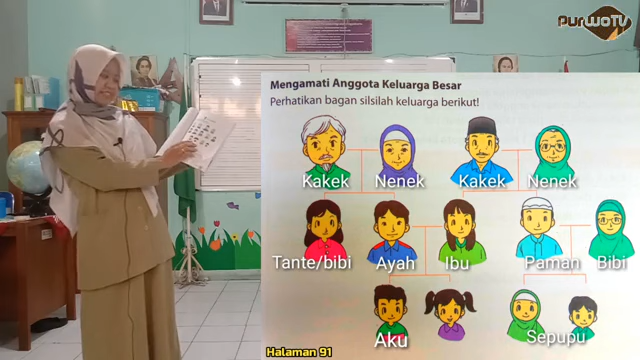 PURWOTV
Mengamati Anggota Keluarga Besar
Perhatikan bagan silsilah keluarga berikut!
Kakek Nenek Kakek Nenek
Tante/bibi Ayah Ibu Paman Bibi
Aku Sepupu
Halaman 91